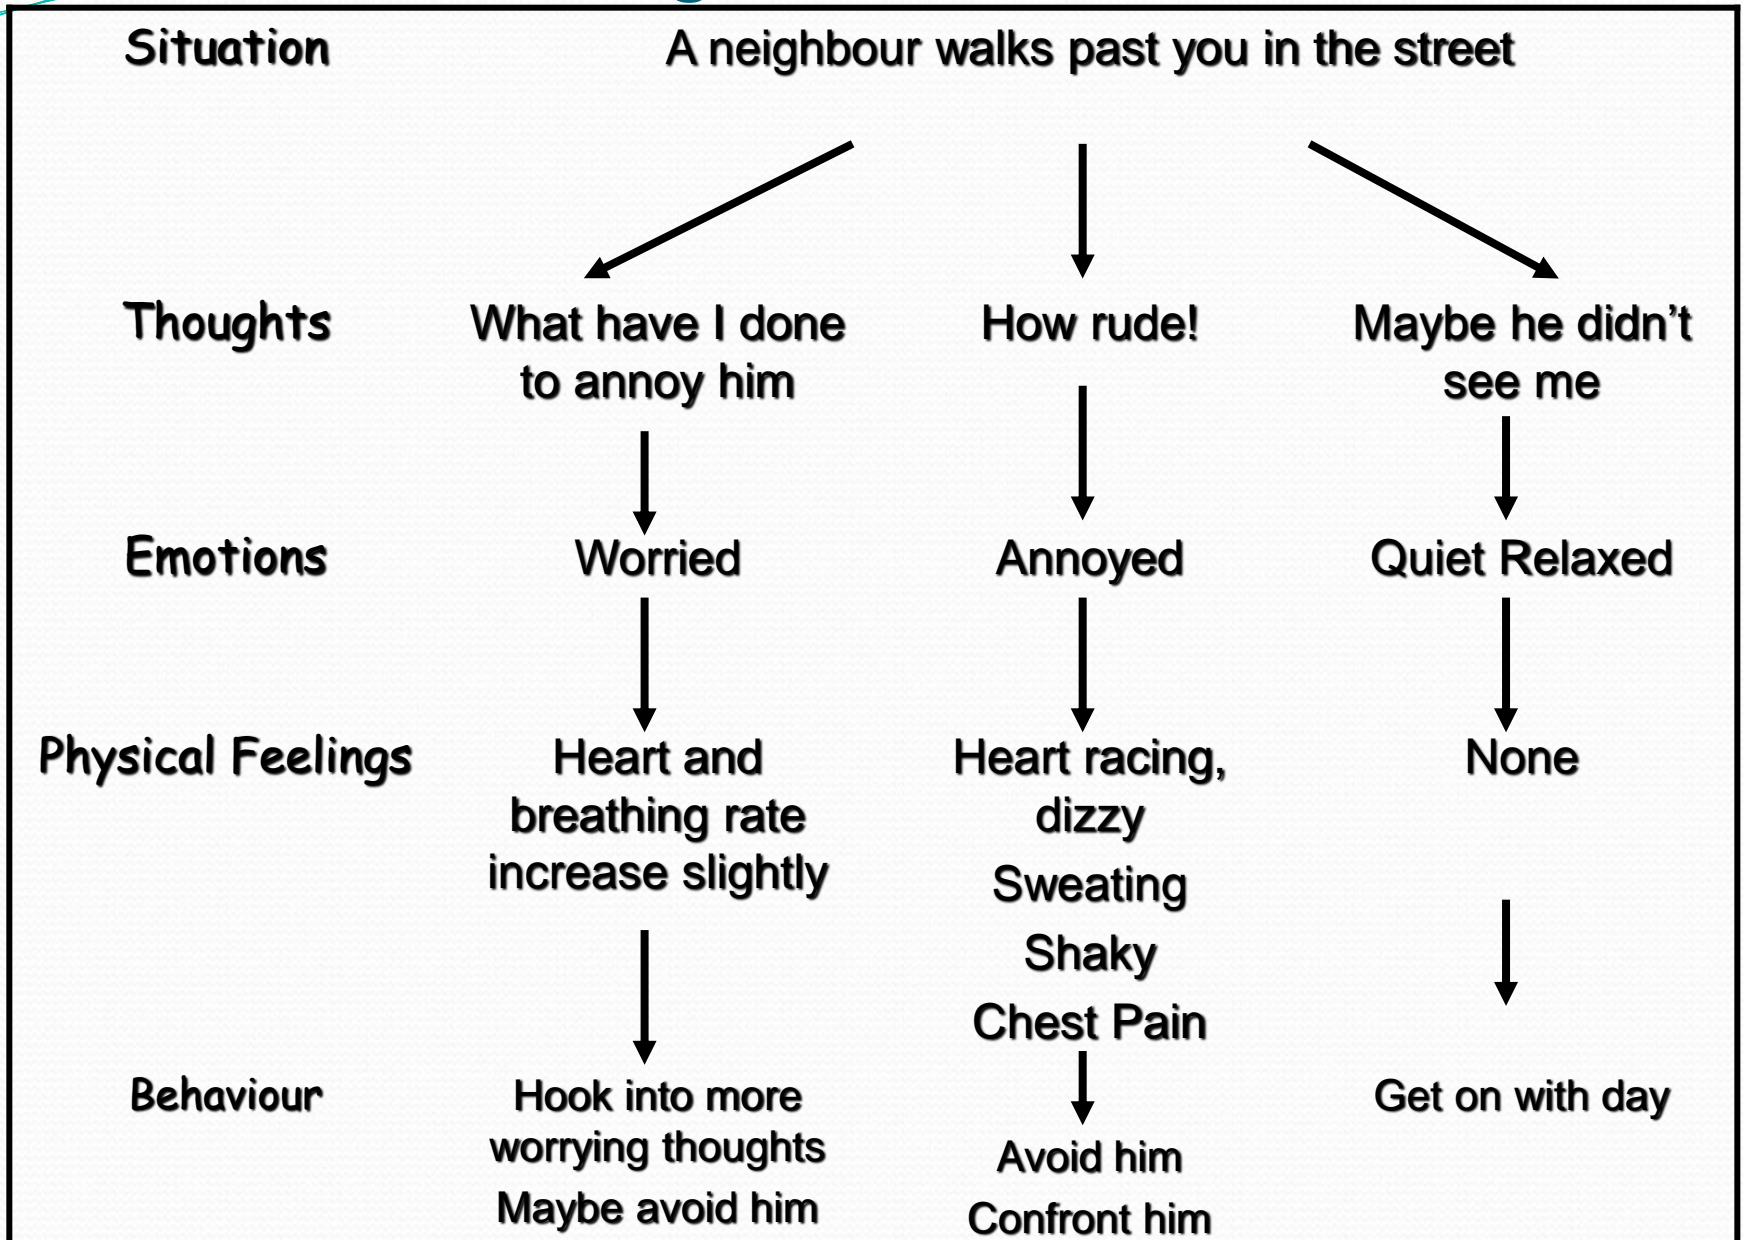 Situation
A neighbour walks past you in the street
Thoughts
What have I done
to annoy him
How rude!
Maybe he didn’t
see me
Emotions
Worried
Annoyed
Quiet Relaxed
Physical Feelings
Heart and
breathing rate
increase slightly
Heart racing,
dizzy
Sweating
Shaky
Chest Pain
None
Behaviour
Hook into more
worrying thoughts
Maybe avoid him
Avoid him
Confront him
Get on with day